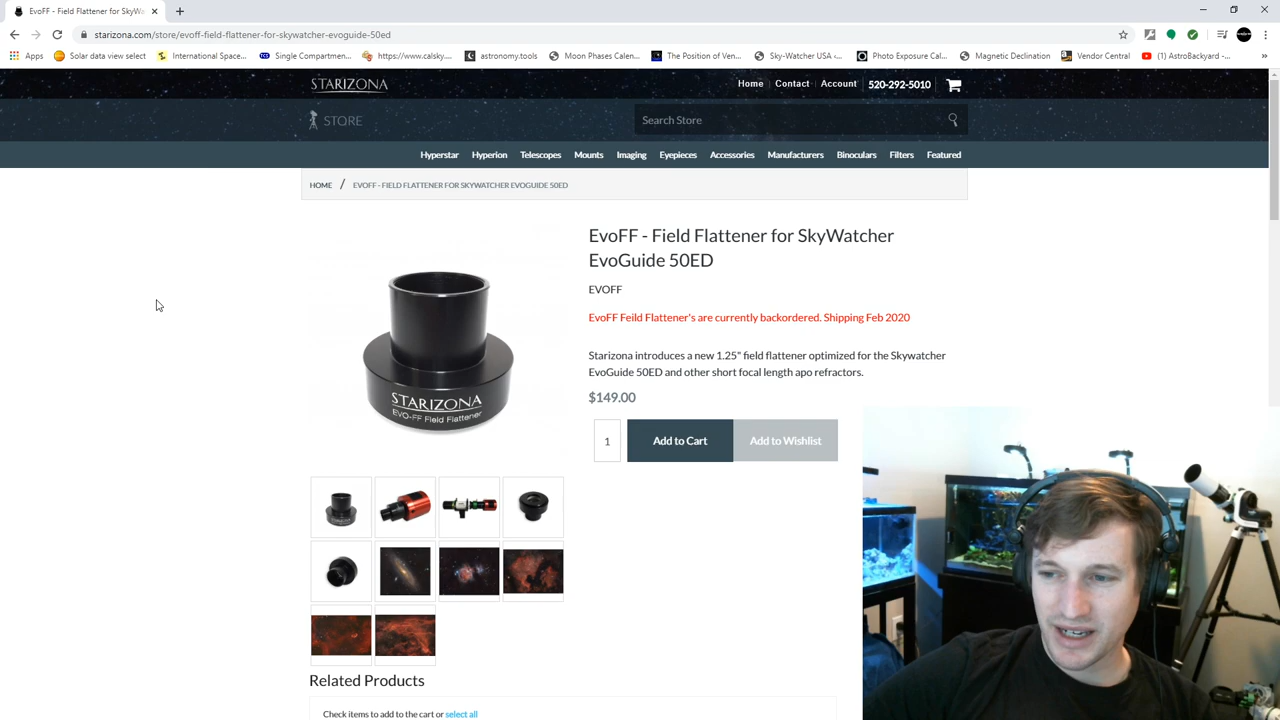 EvoFF - Field Flattener for SkyWa
starizona.com/store/evoff-field-flattener-for-skywatcher-evoguide-50ed
Apps Solar data view select International Space... Single Compartmen... https://www.calsky.... astronomy.tools Moon Phases Calen... The Position of Ven... Sky-Watcher USA ‹... Photo Exposure Cal... Magnetic Declination Vendor Central (1) AstroBackyard -...
STARIZONA
Home Contact Account 520-292-5010
STORE
Search Store
Hyperstar Hyperion Telescopes Mounts Imaging Eyepieces Accessories Manufacturers Binoculars Filters Featured
HOME / EVOFF - FIELD FLATTENER FOR SKYWATCHER EVOGUIDE 50ED
EvoFF - Field Flattener for SkyWatcher
EvoGuide 50ED
EVOFF
EvoFF Feild Flattener's are currently backordered. Shipping Feb 2020
Starizona introduces a new 1.25" field flattener optimized for the Skywatcher
EvoGuide 50ED and other short focal length apo refractors.
$149.00
1 Add to Cart Add to Wishlist
STARIZONA
EVO-FF Field Flattener
Related Products
Check items to add to the cart or select all